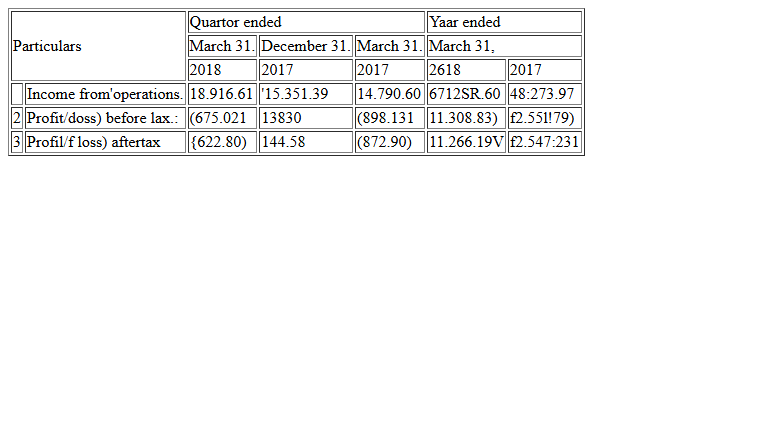 Particulars Quartor ended Yaar ended
March 31. December 31. March 31. March 31,
2018 2017 2017 2618 2017
Income from'operations. 18.916.61 '15.351.39 14.790.60 6712SR.60 48:273.97
2 Profit/doss) before lax.: (675.021 13830 (898.131 11.308.83) f2.55l!79)
3 Profil/f loss) aftertax {622.80) 144.58 (872.90) 11.266.19V f2.547:231